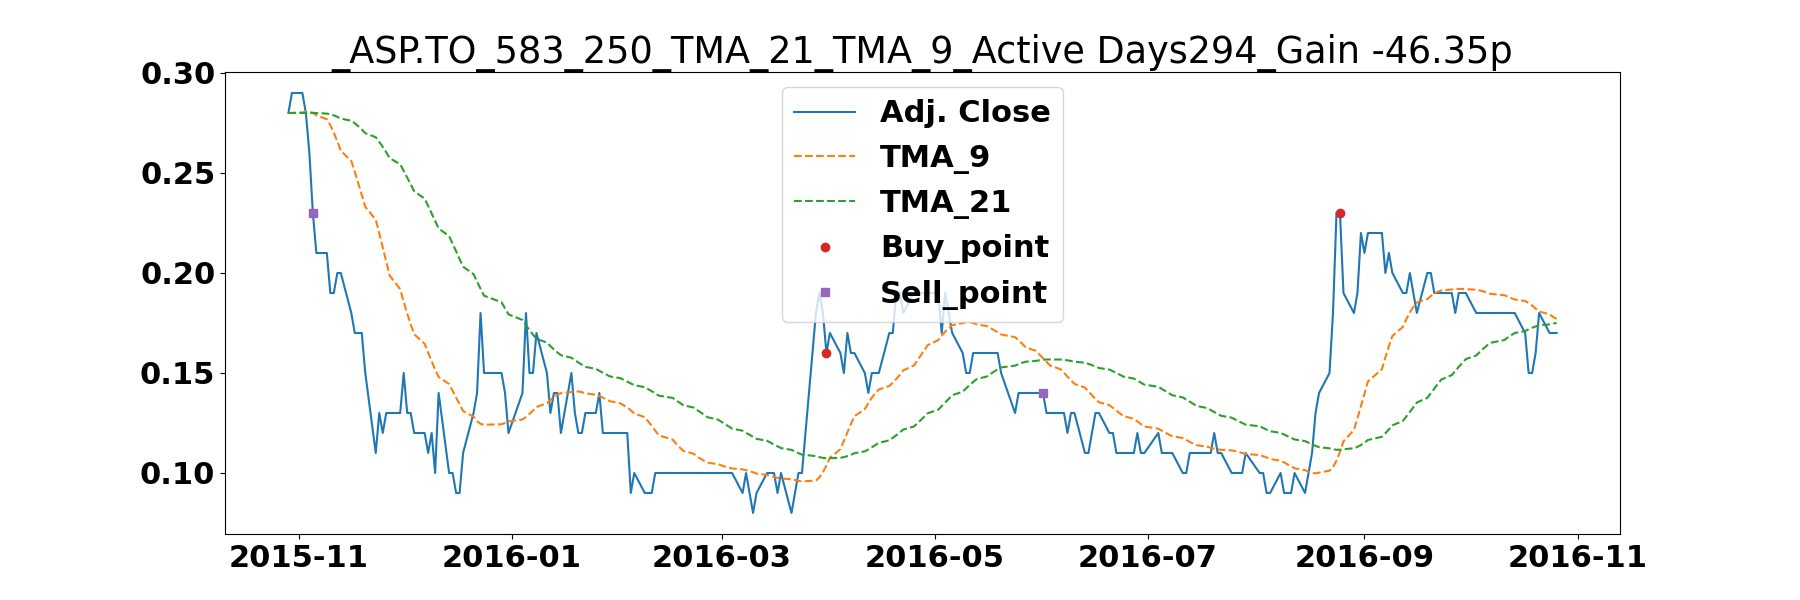 _ASP.TO_583_250_TMA_21_TMA_9_Active Days294_Gain -46.35p
0.30
0.25
0.20
0.15
0.10
Adj. Close
TMA_9
TMA_21
Buy_point
Sell_point
2015-11 2016-01 2016-03 2016-05 2016-07 2016-09 2016-11